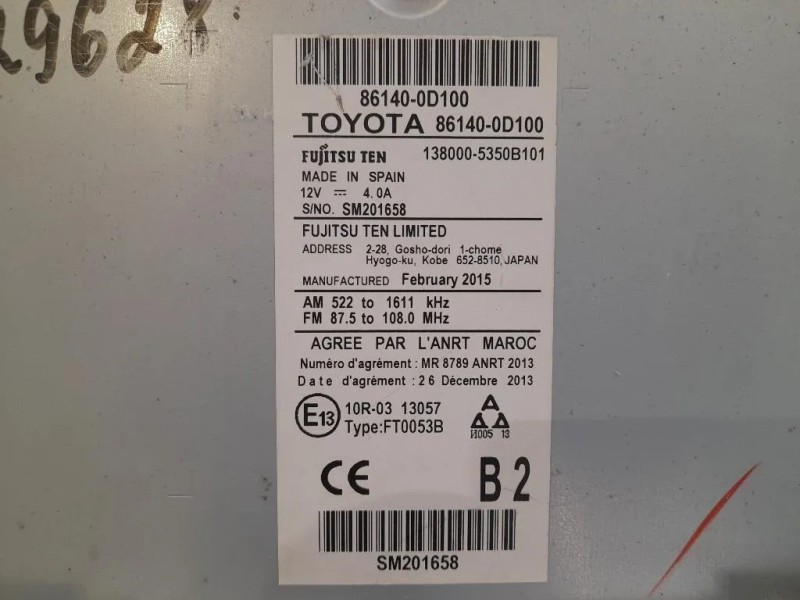 29628
86140-0D100
TOYOTA 86140-0D100
FUJITSU TEN 138000-5350B101
MADE IN SPAIN
12V ⎓ 4.0A
S/NO. SM201658
FUJITSU TEN LIMITED
ADDRESS 2-28, Gosho-dori 1-chome
Hyogo-ku, Kobe 652-8510, JAPAN
MANUFACTURED February 2015
AM 522 to 1611 kHz
FM 87.5 to 108.0 MHz
AGREE PAR L'ANRT MAROC
Numéro d'agrément : MR 8789 ANRT 2013
Date d'agrément : 26 Décembre 2013
E13 10R-03 13057
Type:FT0053B
И005 13
CE B2
SM201658